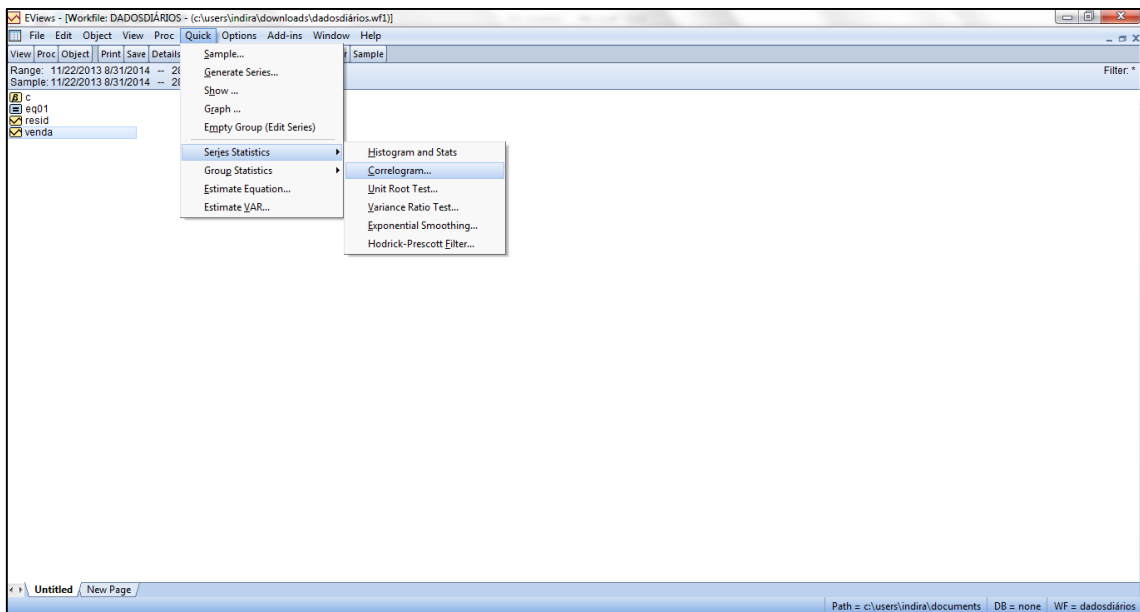 EViews - [Workfile: DADOSDIÁRIOS - (c:\users\indira\downloads\dadosdiários.wf1)]
File Edit Object View Proc Quick Options Add-ins Window Help
View Proc Object Print Save Details Sample
Range: 11/22/2013 8/31/2014 -- 28
Filter: *
Sample: 11/22/2013 8/31/2014 -- 28
c
eq01
resid
venda
Sample...
Generate Series...
Show ...
Graph ...
Empty Group (Edit Series)
Series Statistics
Group Statistics
Estimate Equation...
Estimate VAR...
Histogram and Stats
Correlogram...
Unit Root Test...
Variance Ratio Test...
Exponential Smoothing...
Hodrick-Prescott Filter...
Untitled New Page
Path = c:\users\indira\documents DB = none WF = dadosdiários